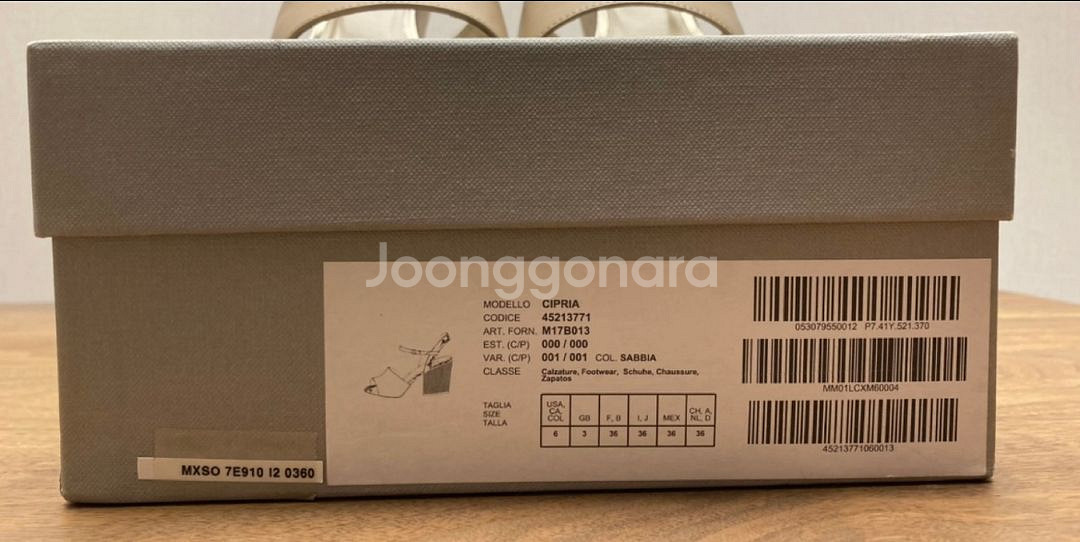 Joonggonara
MODELLO CIPRIA
CODICE 45213771
ART. FORN. M17B013
EST. (C/P) 000 / 000
VAR. (C/P) 001 / 001 COL. SABBIA
CLASSE Calzature, Footwear, Schuhe, Chaussure,
Zapatos
TAGLIA
SIZE
TALLA
USA, CA, COL GB F, B I, J MEX CH, A, NL, D
6 3 36 36 36 36
053079550012 P7.41Y.521.370
MM01LCXM60004
45213771060013
MXSO 7E910 I2 0360